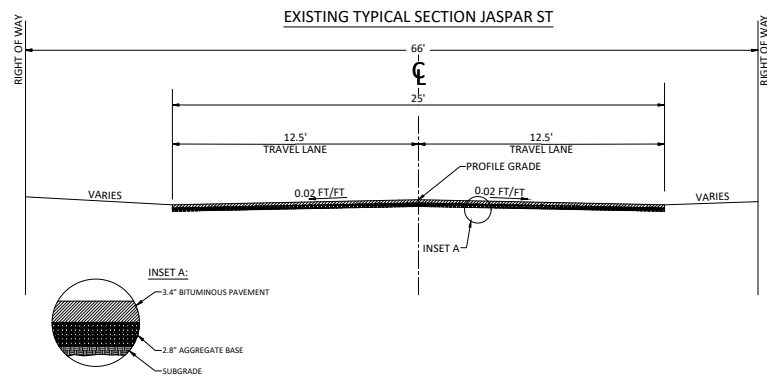 EXISTING TYPICAL SECTION JASPAR ST
RIGHT OF WAY
RIGHT OF WAY
66'
℄
25'
12.5'
TRAVEL LANE
12.5'
TRAVEL LANE
PROFILE GRADE
VARIES
0.02 FT/FT
0.02 FT/FT
VARIES
INSET A
INSET A:
3.4" BITUMINOUS PAVEMENT
2.8" AGGREGATE BASE
SUBGRADE